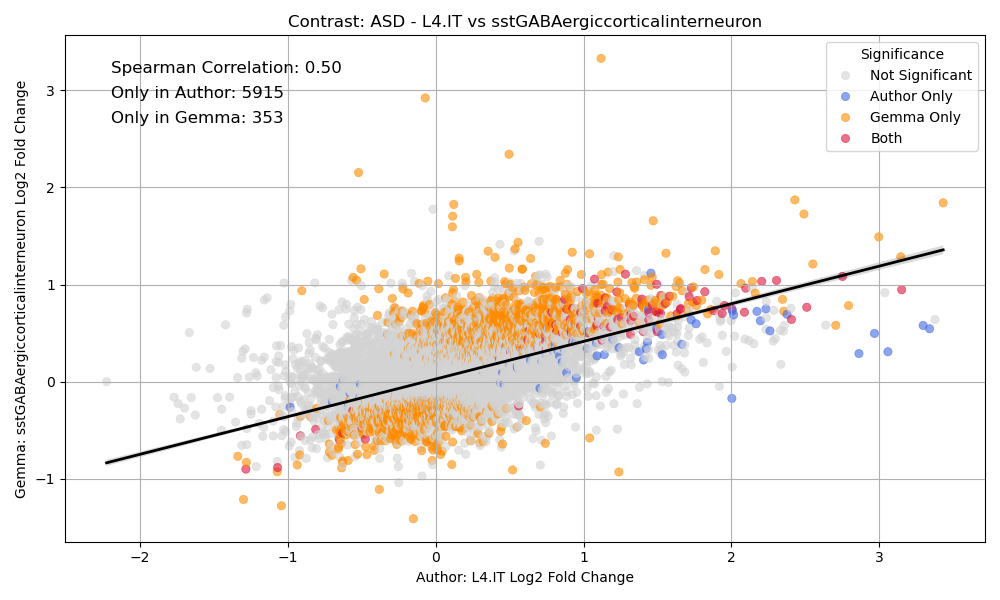 Contrast: ASD - L4.IT vs sstGABAergiccorticalinterneuron
Spearman Correlation: 0.50
Only in Author: 5915
Only in Gemma: 353
Significance
Not Significant
Author Only
Gemma Only
Both
Gemma: sstGABAergiccorticalinterneuron Log2 Fold Change
3
2
1
0
−1
−2
−1
0
1
2
3
Author: L4.IT Log2 Fold Change